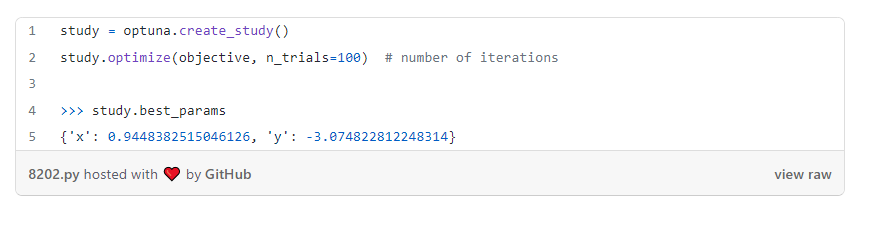 1 study = optuna.create_study()
2 study.optimize(objective, n_trials=100)  # number of iterations
3
4 >>> study.best_params
5 {'x': 0.9448382515046126, 'y': -3.074822812248314}
8202.py hosted with ❤ by GitHub view raw